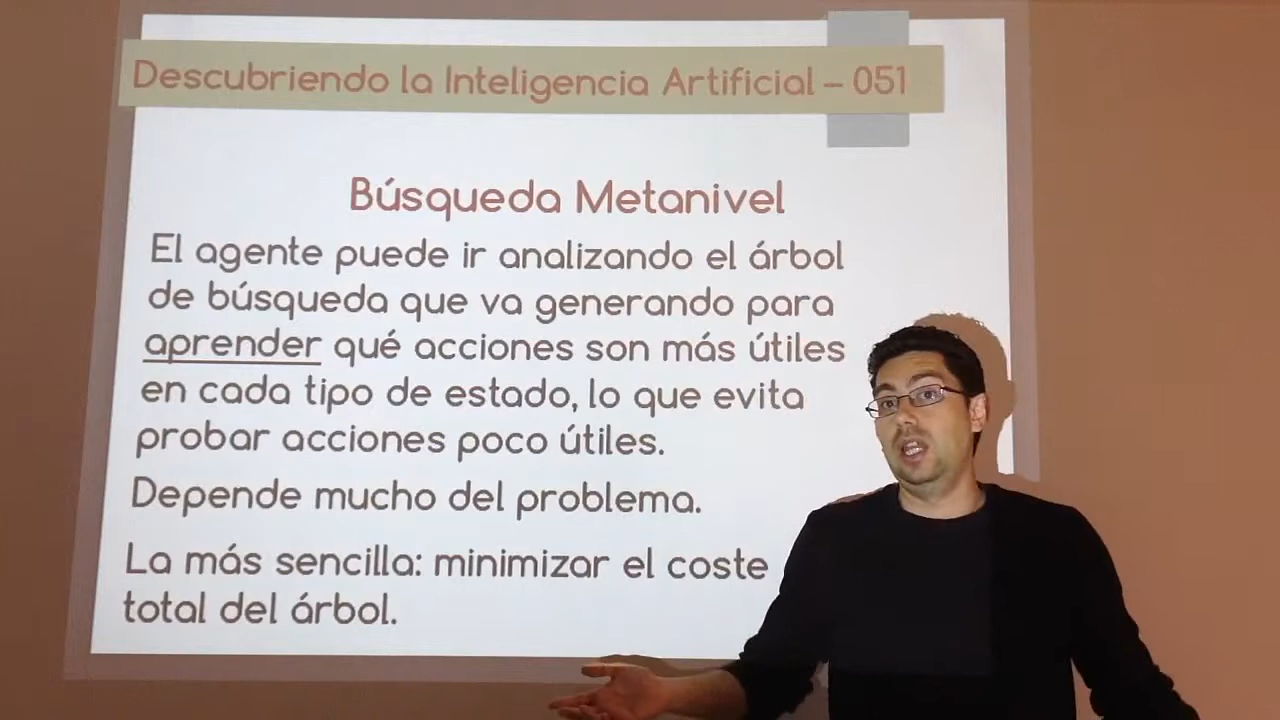 Descubriendo la Inteligencia Artificial – 051
Búsqueda Metanivel
El agente puede ir analizando el árbol
de búsqueda que va generando para
aprender qué acciones son más útiles
en cada tipo de estado, lo que evita
probar acciones poco útiles.
Depende mucho del problema.
La más sencilla: minimizar el coste
total del árbol.